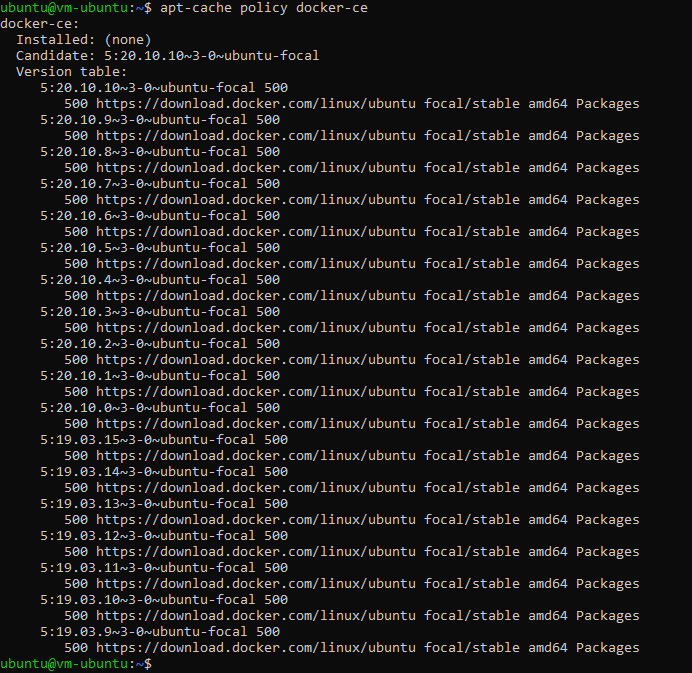 ubuntu@vm-ubuntu:~$ apt-cache policy docker-ce
docker-ce:
  Installed: (none)
  Candidate: 5:20.10.10~3-0~ubuntu-focal
  Version table:
     5:20.10.10~3-0~ubuntu-focal 500
        500 https://download.docker.com/linux/ubuntu focal/stable amd64 Packages
     5:20.10.9~3-0~ubuntu-focal 500
        500 https://download.docker.com/linux/ubuntu focal/stable amd64 Packages
     5:20.10.8~3-0~ubuntu-focal 500
        500 https://download.docker.com/linux/ubuntu focal/stable amd64 Packages
     5:20.10.7~3-0~ubuntu-focal 500
        500 https://download.docker.com/linux/ubuntu focal/stable amd64 Packages
     5:20.10.6~3-0~ubuntu-focal 500
        500 https://download.docker.com/linux/ubuntu focal/stable amd64 Packages
     5:20.10.5~3-0~ubuntu-focal 500
        500 https://download.docker.com/linux/ubuntu focal/stable amd64 Packages
     5:20.10.4~3-0~ubuntu-focal 500
        500 https://download.docker.com/linux/ubuntu focal/stable amd64 Packages
     5:20.10.3~3-0~ubuntu-focal 500
        500 https://download.docker.com/linux/ubuntu focal/stable amd64 Packages
     5:20.10.2~3-0~ubuntu-focal 500
        500 https://download.docker.com/linux/ubuntu focal/stable amd64 Packages
     5:20.10.1~3-0~ubuntu-focal 500
        500 https://download.docker.com/linux/ubuntu focal/stable amd64 Packages
     5:20.10.0~3-0~ubuntu-focal 500
        500 https://download.docker.com/linux/ubuntu focal/stable amd64 Packages
     5:19.03.15~3-0~ubuntu-focal 500
        500 https://download.docker.com/linux/ubuntu focal/stable amd64 Packages
     5:19.03.14~3-0~ubuntu-focal 500
        500 https://download.docker.com/linux/ubuntu focal/stable amd64 Packages
     5:19.03.13~3-0~ubuntu-focal 500
        500 https://download.docker.com/linux/ubuntu focal/stable amd64 Packages
     5:19.03.12~3-0~ubuntu-focal 500
        500 https://download.docker.com/linux/ubuntu focal/stable amd64 Packages
     5:19.03.11~3-0~ubuntu-focal 500
        500 https://download.docker.com/linux/ubuntu focal/stable amd64 Packages
     5:19.03.10~3-0~ubuntu-focal 500
        500 https://download.docker.com/linux/ubuntu focal/stable amd64 Packages
     5:19.03.9~3-0~ubuntu-focal 500
        500 https://download.docker.com/linux/ubuntu focal/stable amd64 Packages
ubuntu@vm-ubuntu:~$